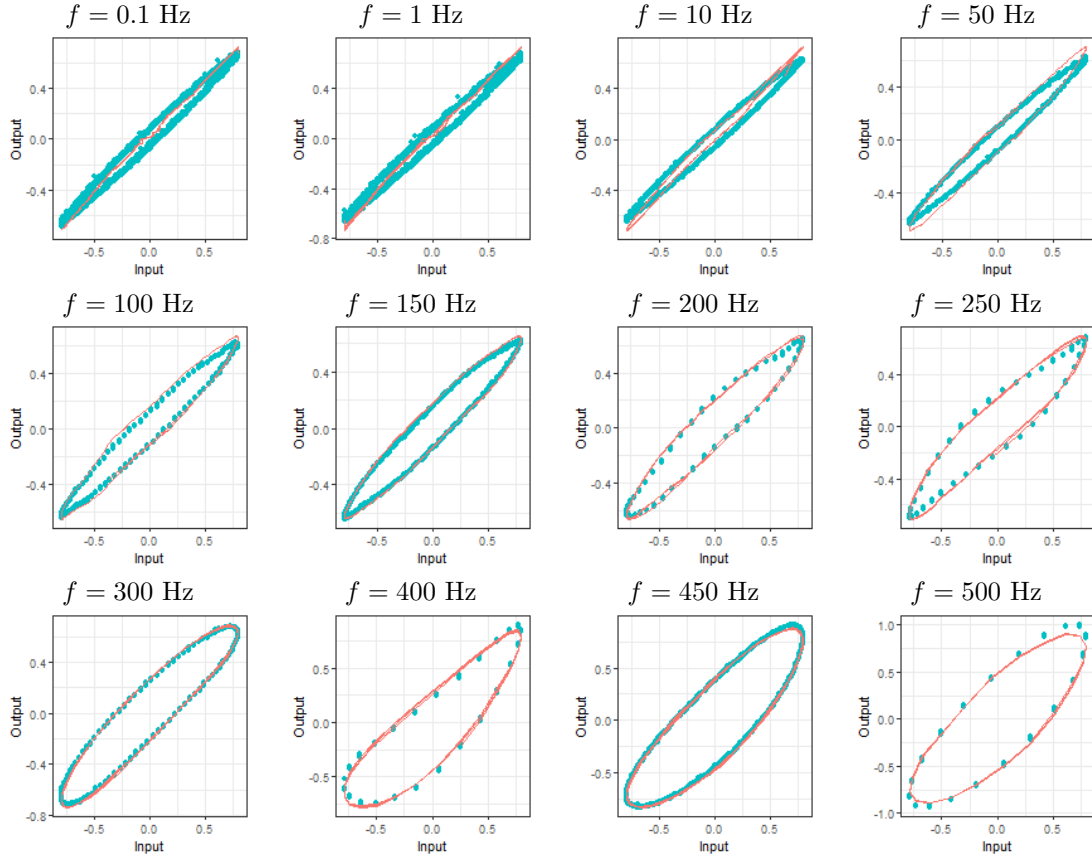 f = 0.1 Hz
f = 1 Hz
f = 10 Hz
f = 50 Hz
0.4
0.0
-0.4
Output
-0.5
0.0
0.5
Input
0.4
0.0
-0.4
-0.8
Output
-0.5
0.0
0.5
Input
0.4
0.0
-0.4
Output
-0.5
0.0
0.5
Input
0.4
0.0
-0.4
Output
-0.5
0.0
0.5
Input
f = 100 Hz
f = 150 Hz
f = 200 Hz
f = 250 Hz
0.4
0.0
-0.4
Output
-0.5
0.0
0.5
Input
0.4
0.0
-0.4
Output
-0.5
0.0
0.5
Input
0.4
0.0
-0.4
Output
-0.5
0.0
0.5
Input
0.4
0.0
-0.4
Output
-0.5
0.0
0.5
Input
f = 300 Hz
f = 400 Hz
f = 450 Hz
f = 500 Hz
0.4
0.0
-0.4
-0.8
Output
-0.5
0.0
0.5
Input
0.5
0.0
-0.5
Output
-0.5
0.0
0.5
Input
0.5
0.0
-0.5
Output
-0.5
0.0
0.5
Input
1.0
0.5
0.0
-0.5
-1.0
Output
-0.5
0.0
0.5
Input